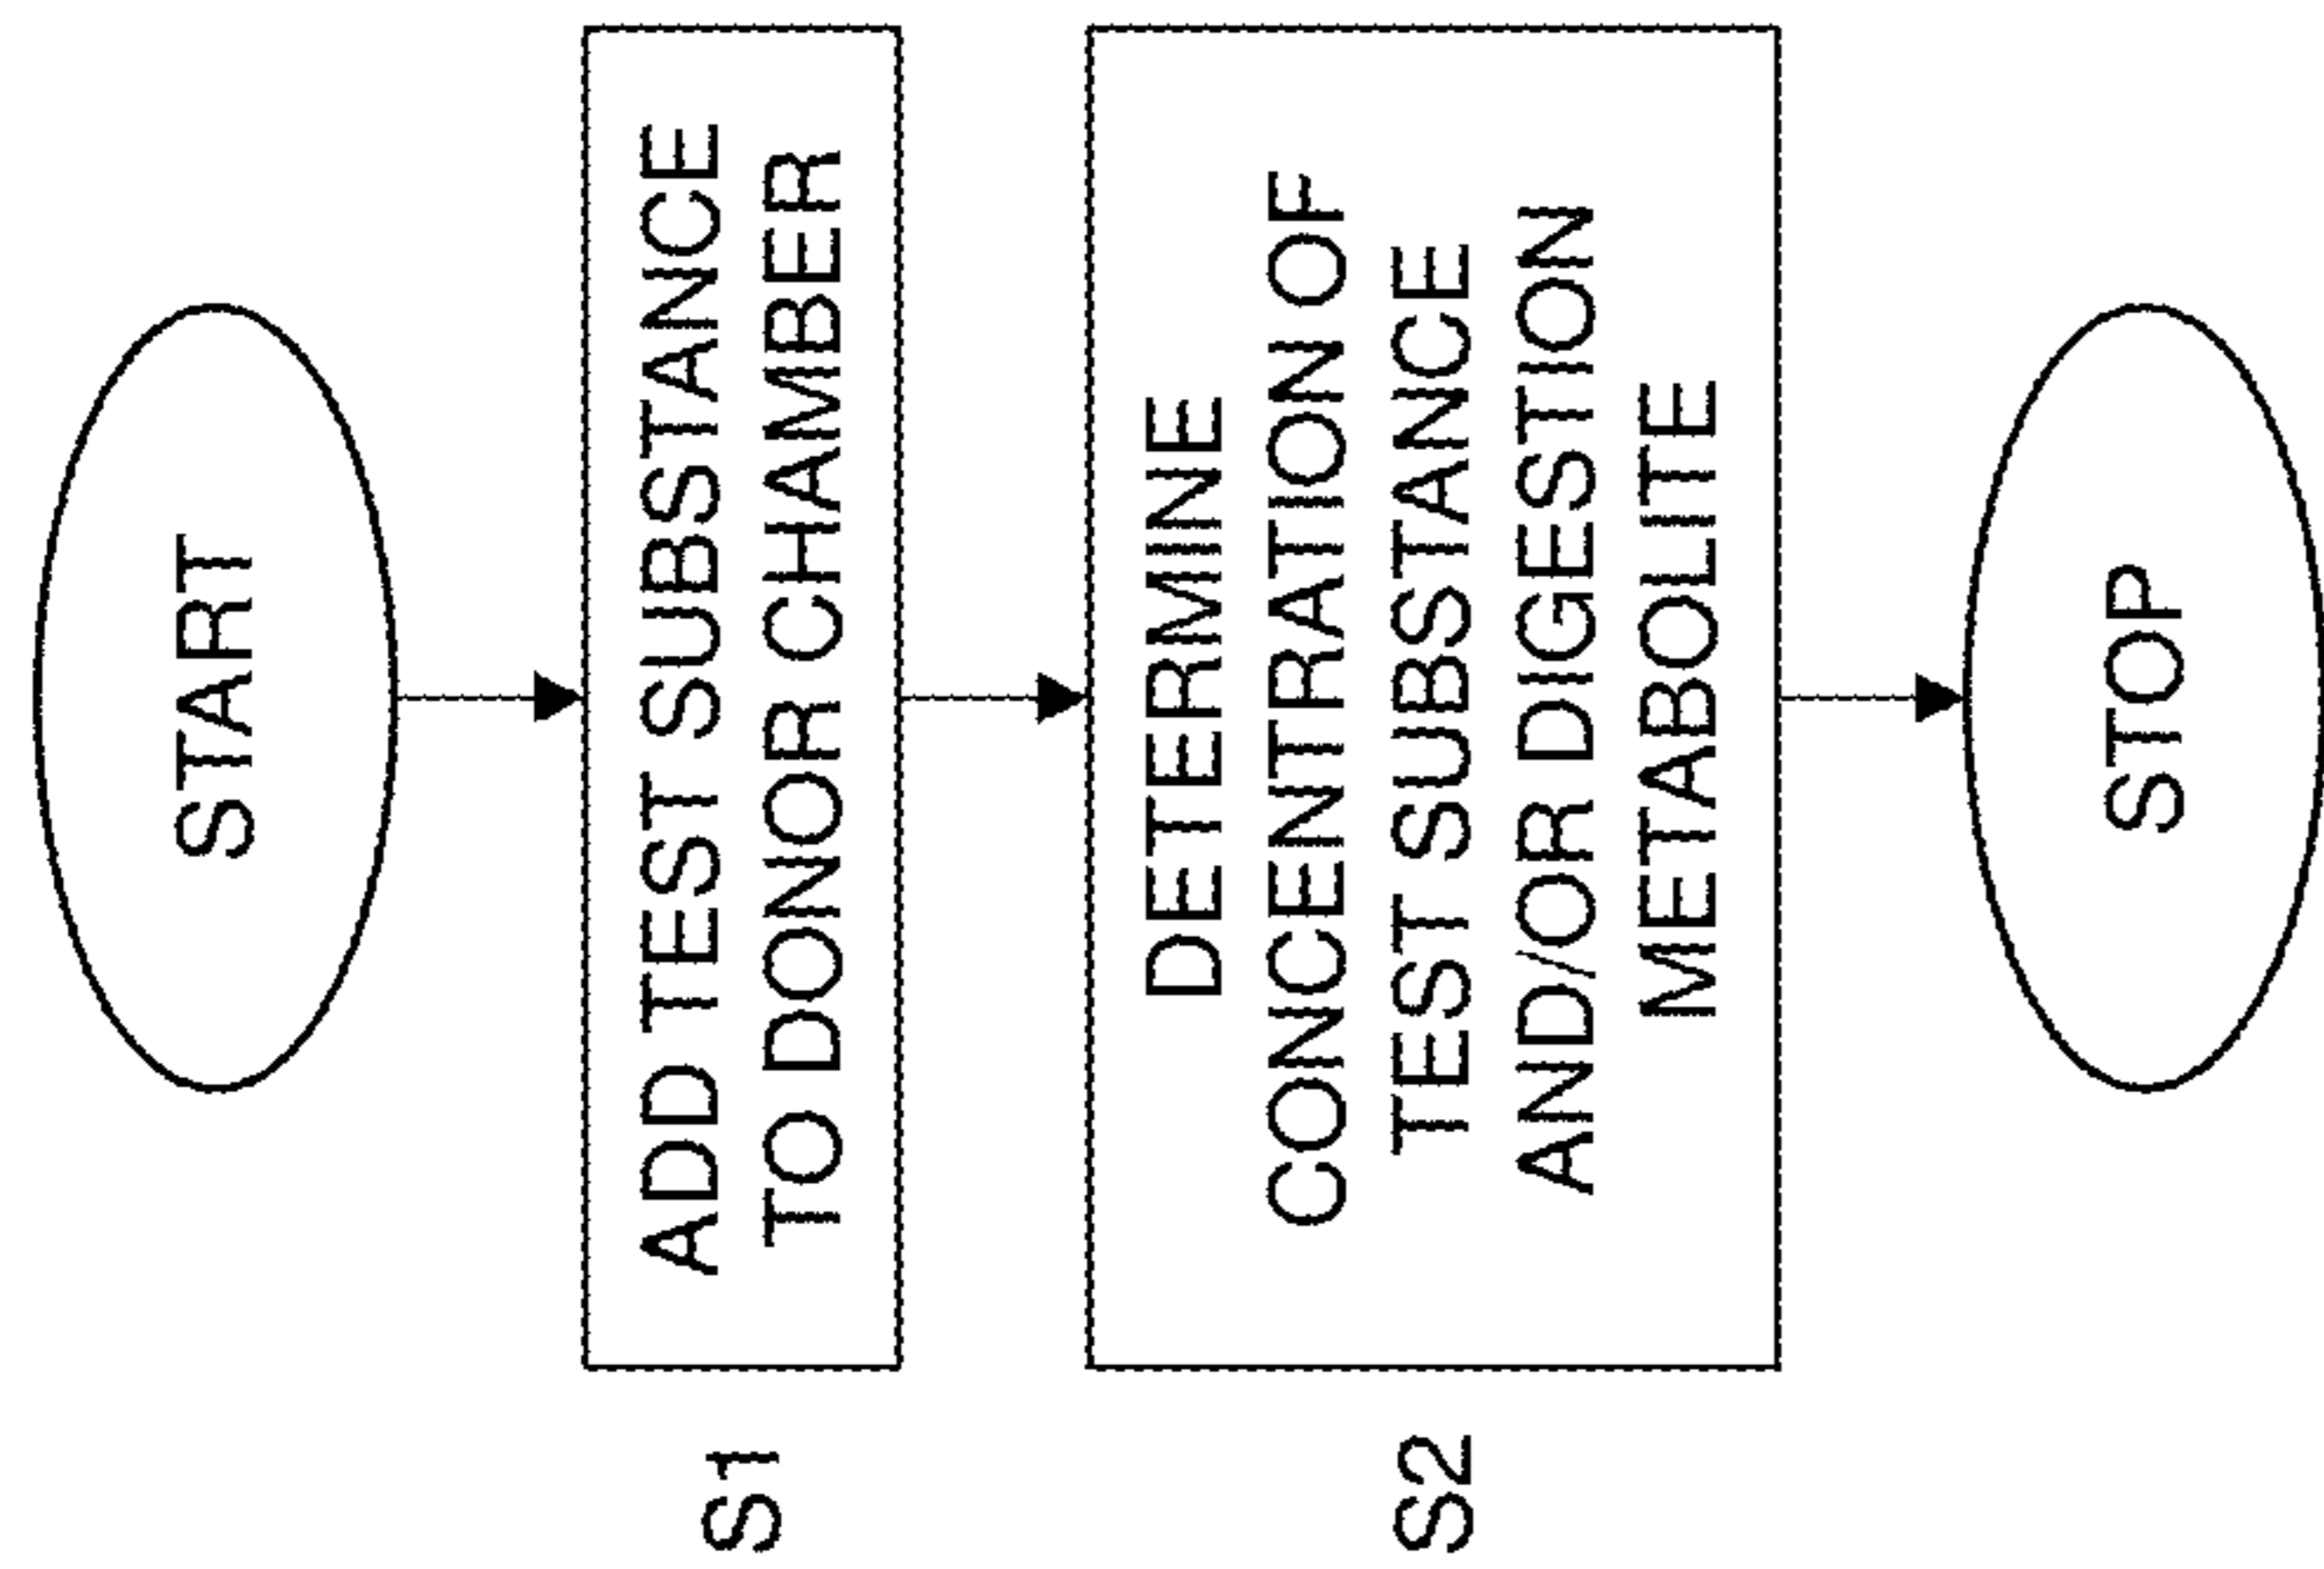 START
S1
ADD TEST SUBSTANCE
TO DONOR CHAMBER
S2
DETERMINE
CONCENTRATION OF
TEST SUBSTANCE
AND/OR DIGESTION
METABOLITE
STOP